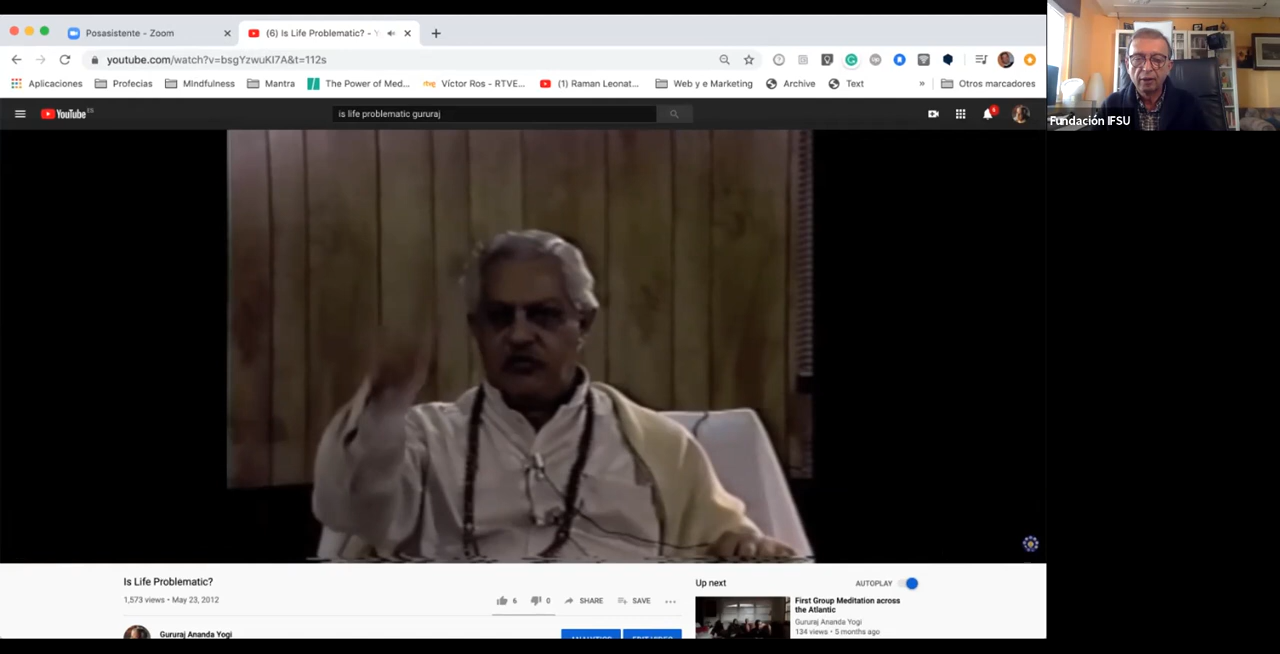 Posasistente - Zoom
(6) Is Life Problematic? -
youtube.com/watch?v=bsgYzwuKI7A&t=112s
Aplicaciones
Profecias
Mindfulness
Mantra
The Power of Med...
Víctor Ros - RTVE...
(1) Raman Leonat...
Web y e Marketing
Archive
Text
»
Otros marcadores
YouTube ES
is life problematic gururaj
Fundación IFSU
Is Life Problematic?
1,573 views • May 23, 2012
6
0
SHARE
SAVE
Up next
AUTOPLAY
First Group Meditation across
the Atlantic
Gururaj Ananda Yogi
134 views • 5 months ago
Gururaj Ananda Yogi
ANALYTICS
EDIT VIDEO